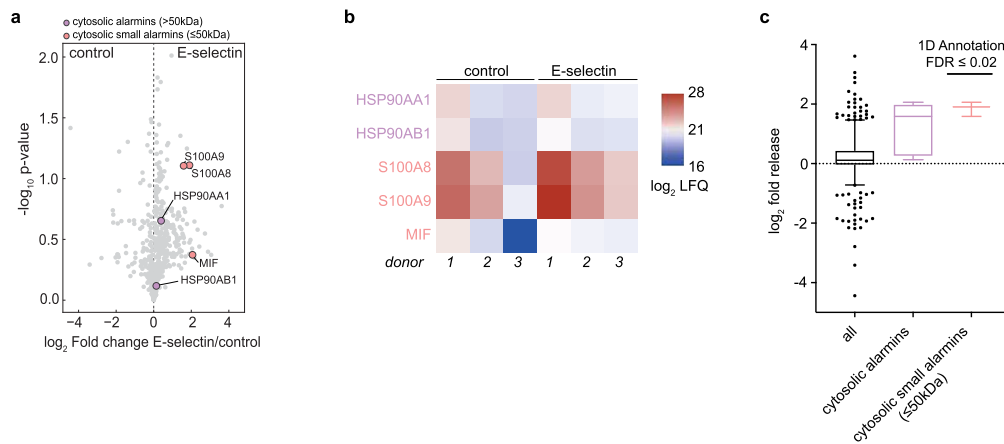 a
cytosolic alarmins (>50kDa)
cytosolic small alarmins (≤50kDa)
control
E-selectin
2.0
1.5
1.0
0.5
0.0
-log10 p-value
S100A9
S100A8
HSP90AA1
MIF
HSP90AB1
−4
−2
0
2
4
log2 Fold change E-selectin/control
b
control
E-selectin
HSP90AA1
HSP90AB1
S100A8
S100A9
MIF
donor
1
2
3
1
2
3
28
21
16
log2 LFQ
c
1D Annotation
FDR ≤ 0.02
4
2
0
-2
-4
log2 fold release
all
cytosolic alarmins
cytosolic small alarmins
(≤50kDa)